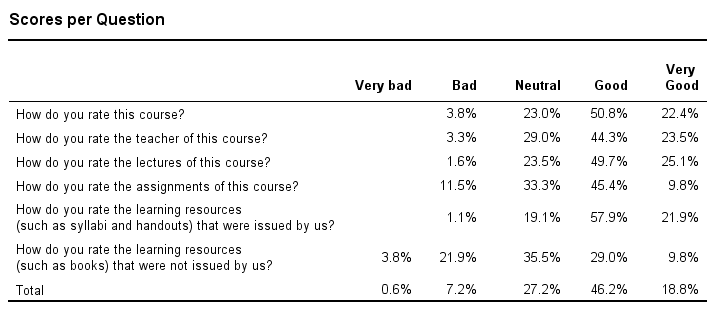 Scores per Question
Very bad Bad Neutral Good Very Good
How do you rate this course? 3.8% 23.0% 50.8% 22.4%
How do you rate the teacher of this course? 3.3% 29.0% 44.3% 23.5%
How do you rate the lectures of this course? 1.6% 23.5% 49.7% 25.1%
How do you rate the assignments of this course? 11.5% 33.3% 45.4% 9.8%
How do you rate the learning resources
(such as syllabi and handouts) that were issued by us? 1.1% 19.1% 57.9% 21.9%
How do you rate the learning resources
(such as books) that were not issued by us? 3.8% 21.9% 35.5% 29.0% 9.8%
Total 0.6% 7.2% 27.2% 46.2% 18.8%